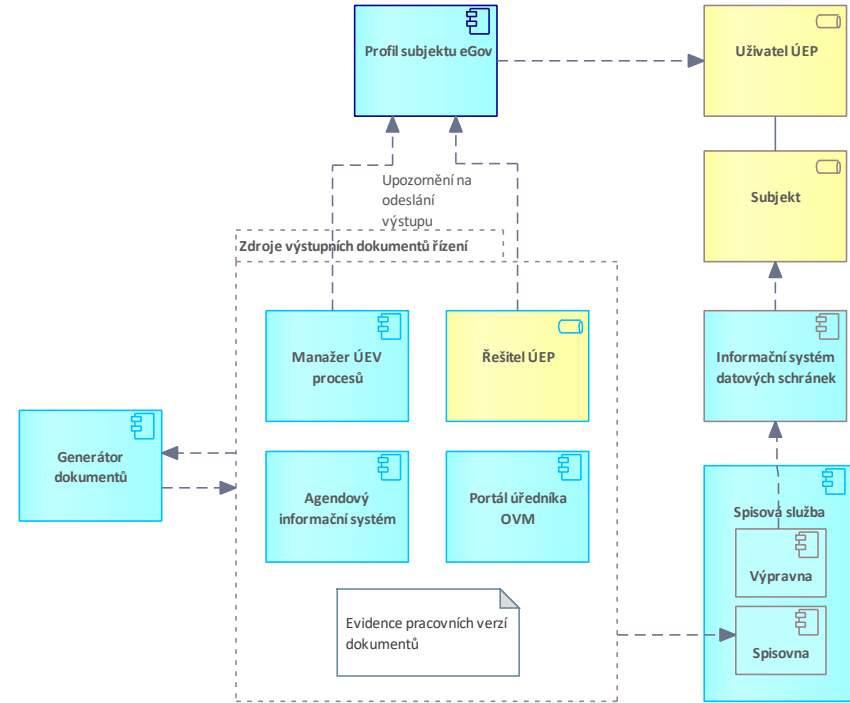 Profil subjektu eGov
Uživatel ÚEP
Upozornění na
odeslání
výstupu
Subjekt
Zdroje výstupních dokumentů řízení
Manažer ÚEV
procesů
Řešitel ÚEP
Informační systém
datových schránek
Generátor
dokumentů
Agendový
informační systém
Portál úředníka
OVM
Spisová služba
Výpravna
Evidence pracovních verzí
dokumentů
Spisovna